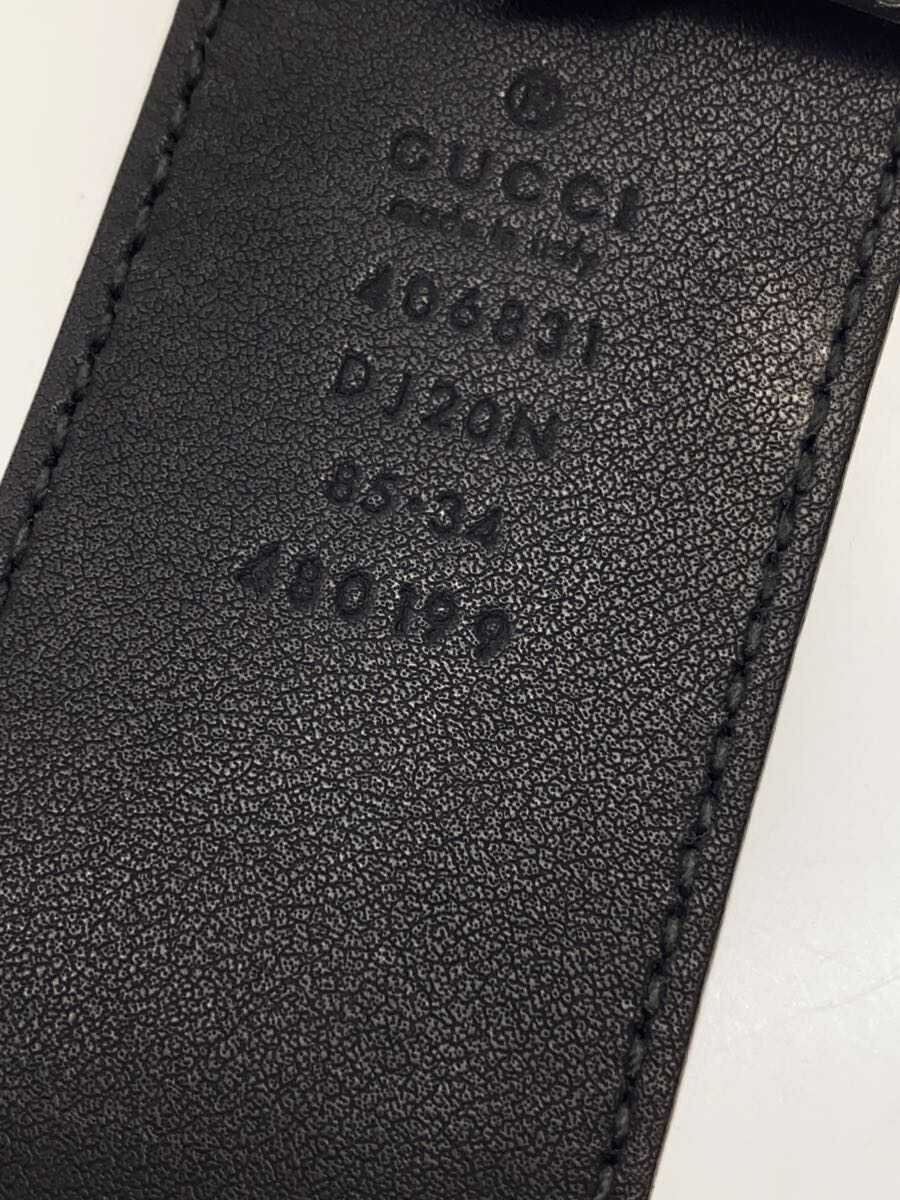 ®
GUCCI
made in italy
406831
DJ20N
85·34
480199